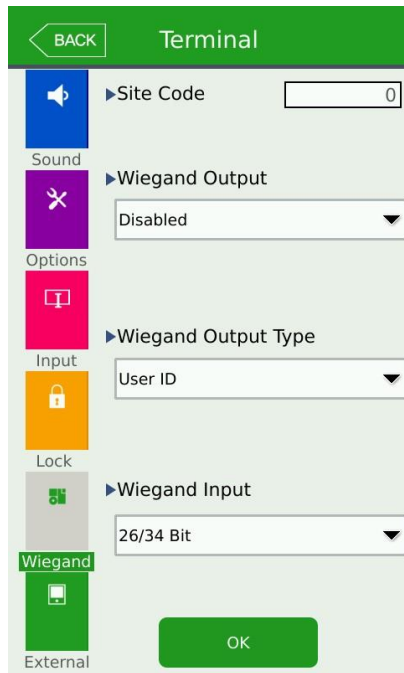 BACK
Terminal
Sound
Options
Input
Lock
Wiegand
External
▶Site Code
0
▶Wiegand Output
Disabled
▶Wiegand Output Type
User ID
▶Wiegand Input
26/34 Bit
OK